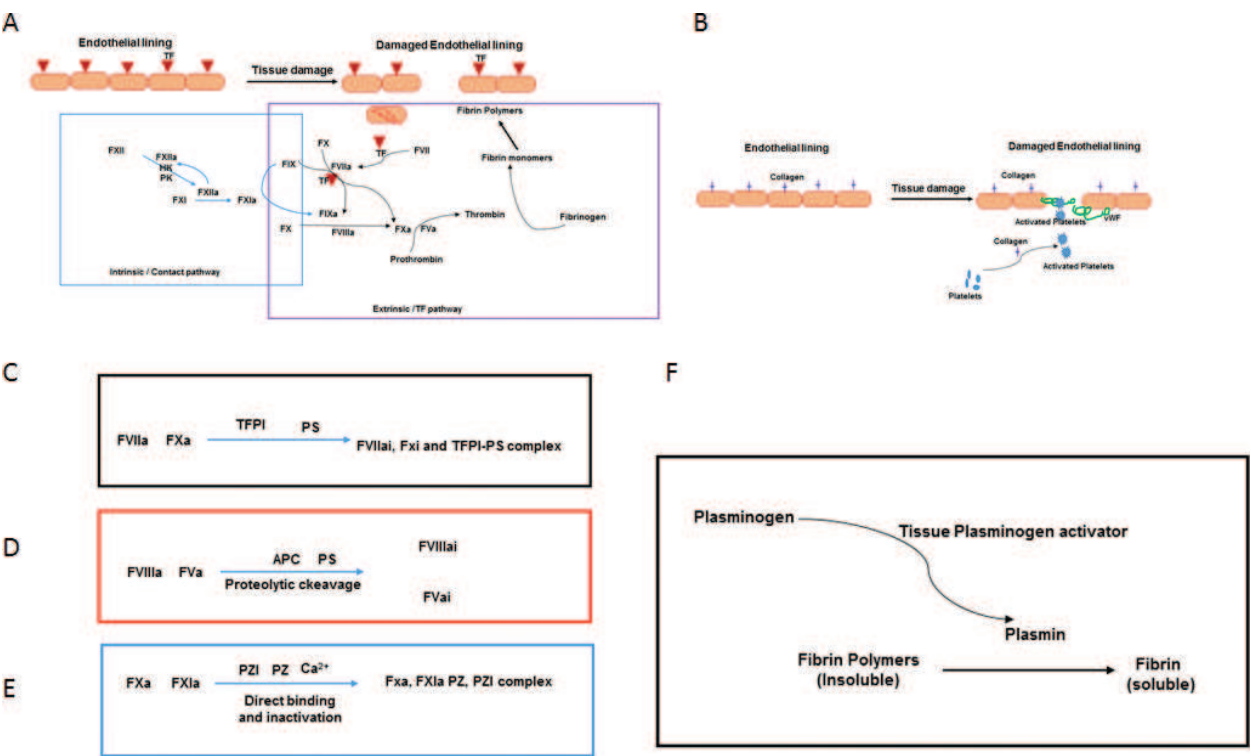 A
Endothelial lining
TF
Tissue damage
Damaged Endothelial lining
TF
FXII
FXIIa
HK
PK
FXIIa
FXI
FXIa
Intrinsic / Contact pathway
FX
FIX
FVIIa
TF
TF
FVII
FIXa
FX
FVIIIa
FXa
FVa
Thrombin
Prothrombin
Fibrin Polymers
Fibrin monomers
Fibrinogen
Extrinsic /TF pathway
B
Endothelial lining
Collagen
Tissue damage
Damaged Endothelial lining
Collagen
Activated Platelets
vWF
Collagen
Activated Platelets
Platelets
C
FVIIa FXa
TFPI PS
FVIIai, Fxi and TFPI-PS complex
D
FVIIIa FVa
APC PS
Proteolytic ckeavage
FVIIIai
FVai
E
FXa FXIa
PZI PZ Ca²⁺
Direct binding
and inactivation
Fxa, FXIa PZ, PZI complex
F
Plasminogen
Tissue Plasminogen activator
Plasmin
Fibrin Polymers
(Insoluble)
Fibrin
(soluble)